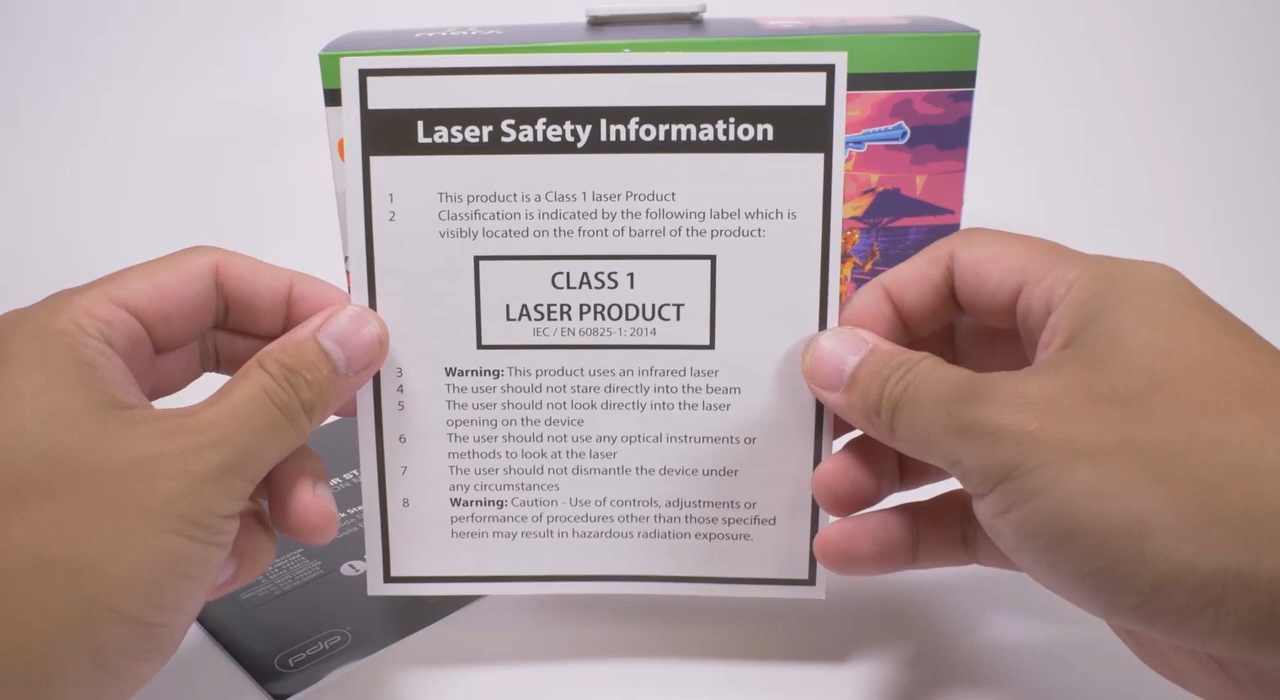 Laser Safety Information
1 This product is a Class 1 laser Product
2 Classification is indicated by the following label which is
visibly located on the front of barrel of the product:
CLASS 1
LASER PRODUCT
IEC / EN 60825-1: 2014
3 Warning: This product uses an infrared laser
4 The user should not stare directly into the beam
5 The user should not look directly into the laser
opening on the device
6 The user should not use any optical instruments or
methods to look at the laser
7 The user should not dismantle the device under
any circumstances
8 Warning: Caution - Use of controls, adjustments or
performance of procedures other than those specified
herein may result in hazardous radiation exposure.
pdp